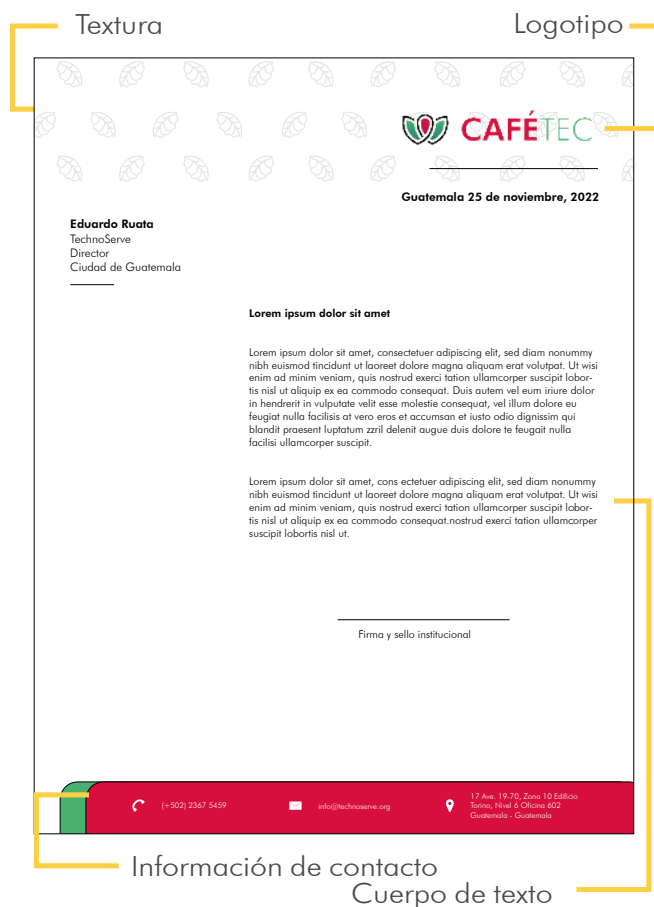 Textura
Logotipo
CAFÉTEC
Guatemala 25 de noviembre, 2022
Eduardo Ruata
TechnoServe
Director
Ciudad de Guatemala
Lorem ipsum dolor sit amet
Lorem ipsum dolor sit amet, consectetuer adipiscing elit, sed diam nonummy
nibh euismod tincidunt ut laoreet dolore magna aliquam erat volutpat. Ut wisi
enim ad minim veniam, quis nostrud exerci tation ullamcorper suscipit lobor-
tis nisl ut aliquip ex ea commodo consequat. Duis autem vel eum iriure dolor
in hendrerit in vulputate velit esse molestie consequat, vel illum dolore eu
feugiat nulla facilisis at vero eros et accumsan et iusto odio dignissim qui
blandit praesent luptatum zzril delenit augue duis dolore te feugait nulla
facilisi ullamcorper suscipit.
Lorem ipsum dolor sit amet, cons ectetuer adipiscing elit, sed diam nonummy
nibh euismod tincidunt ut laoreet dolore magna aliquam erat volutpat. Ut wisi
enim ad minim veniam, quis nostrud exerci tation ullamcorper suscipit lobor-
tis nisl ut aliquip ex ea commodo consequat.nostrud exerci tation ullamcorper
suscipit lobortis nisl ut.
Firma y sello institucional
(+502) 2367 5459
info@technoserve.org
17 Ave. 19-70, Zona 10 Edificio
Torino, Nivel 6 Oficina 602
Guatemala - Guatemala
Información de contacto
Cuerpo de texto